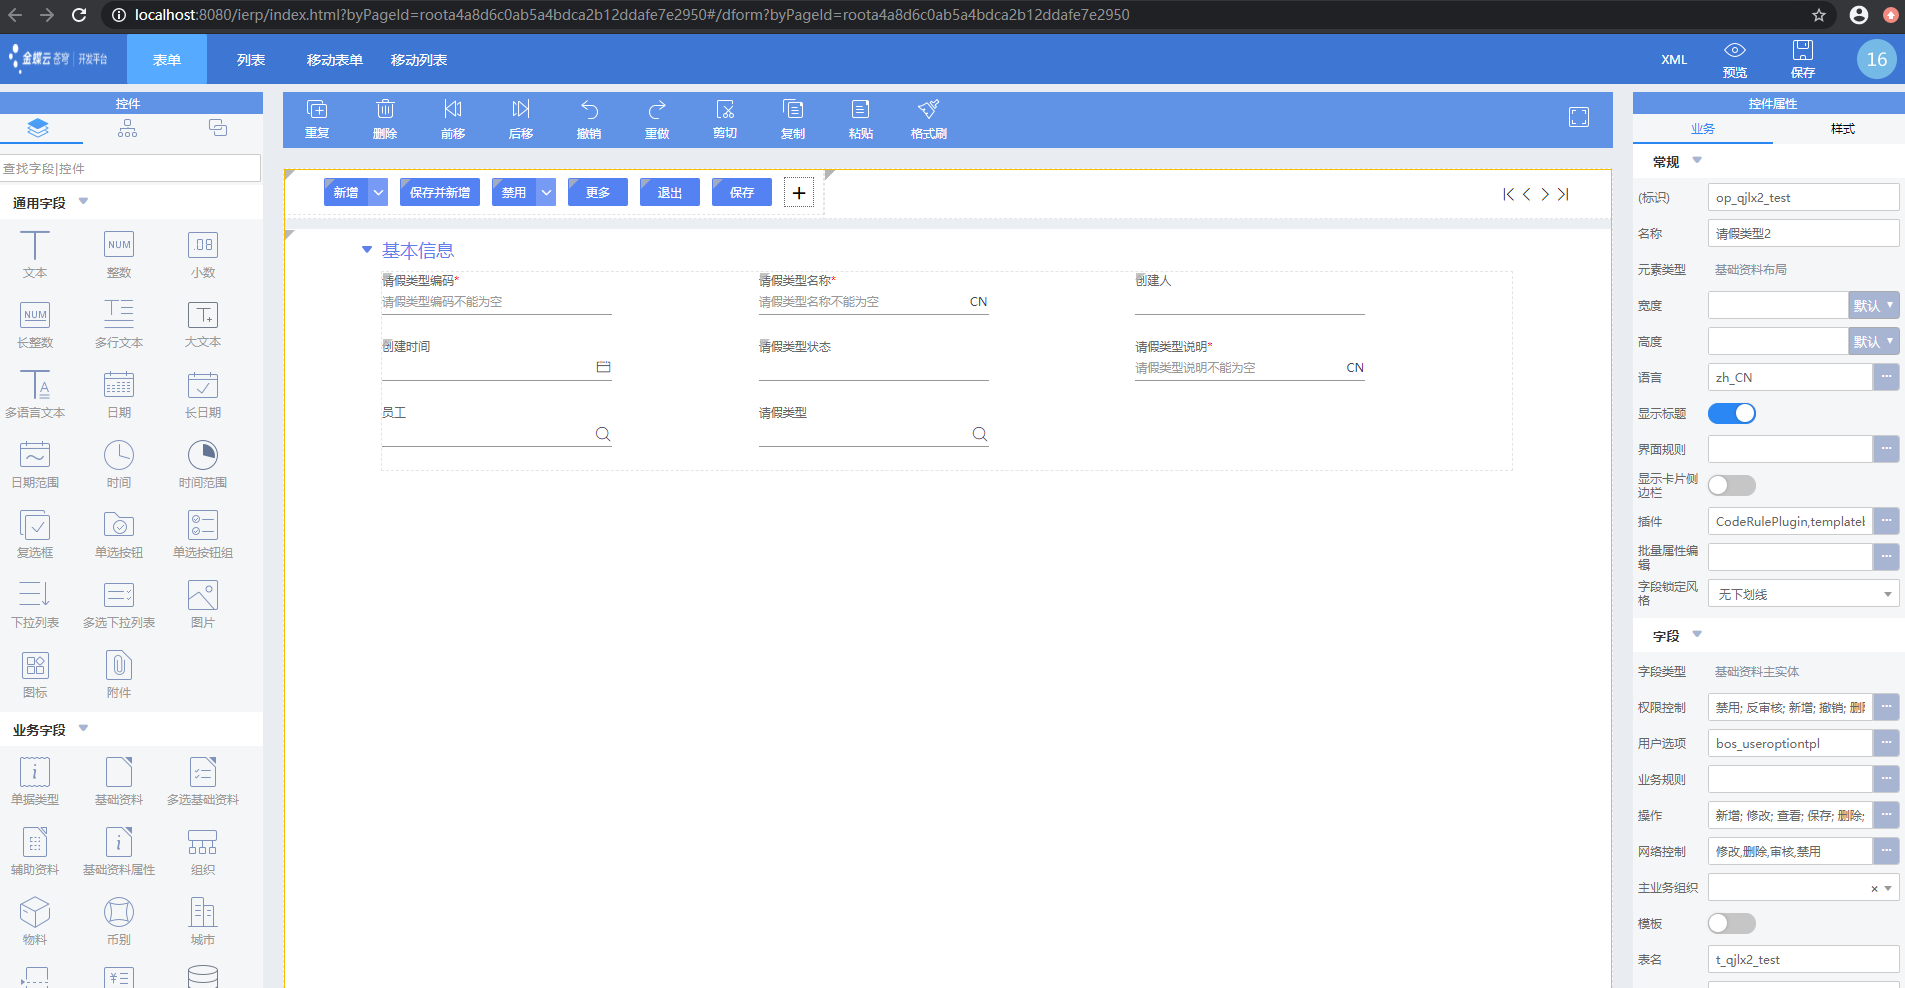 localhost:8080/ierp/index.html?byPageId=roota4a8d6c0ab5a4bdca2b12ddafe7e2950#/dform?byPageId=roota4a8d6c0ab5a4bdca2b12ddafe7e2950
金蝶云 苍穹 | 开发平台
表单
列表
移动表单
移动列表
XML
预览
保存
16
控件
查找字段|控件
通用字段
文本
整数
小数
长整数
多行文本
大文本
多语言文本
日期
长日期
日期范围
时间
时间范围
复选框
单选按钮
单选按钮组
下拉列表
多选下拉列表
图片
图标
附件
业务字段
单据类型
基础资料
多选基础资料
辅助资料
基础资料属性
组织
物料
币别
城市
重复
删除
前移
后移
撤销
重做
剪切
复制
粘贴
格式刷
新增
保存并新增
禁用
更多
退出
保存
基本信息
请假类型编码*
请假类型编码不能为空
请假类型名称*
请假类型名称不能为空 CN
创建人
创建时间
请假类型状态
请假类型说明*
请假类型说明不能为空 CN
员工
请假类型
控件属性
业务
样式
常规
(标识) op_qjlx2_test
名称 请假类型2
元素类型 基础资料布局
宽度 默认
高度 默认
语言 zh_CN
显示标题
界面规则
显示卡片侧
边栏
插件 CodeRulePlugin,templatel
批量属性编
辑
字段锁定风
格 无下划线
字段
字段类型 基础资料主实体
权限控制 禁用; 反审核; 新增; 撤销; 删
用户选项 bos_useroptiontpl
业务规则
操作 新增; 修改; 查看; 保存; 删除;
网络控制 修改,删除,审核,禁用
主业务组织
模板
表名 t_qjlx2_test